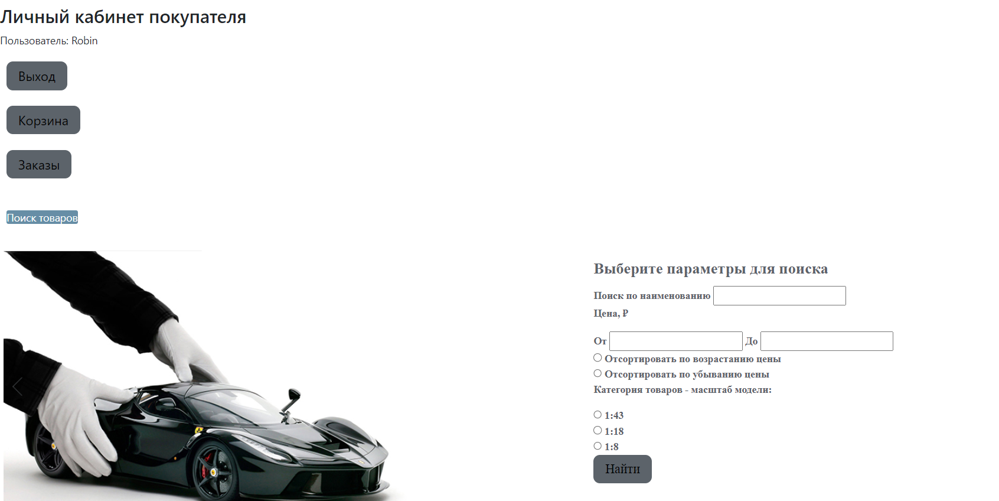 Личный кабинет покупателя
Пользователь: Robin
Выход
Корзина
Заказы
Поиск товаров
Выберите параметры для поиска
Поиск по наименованию
Цена, ₽
От До
Отсортировать по возрастанию цены
Отсортировать по убыванию цены
Категория товаров - масштаб модели:
1:43
1:18
1:8
Найти